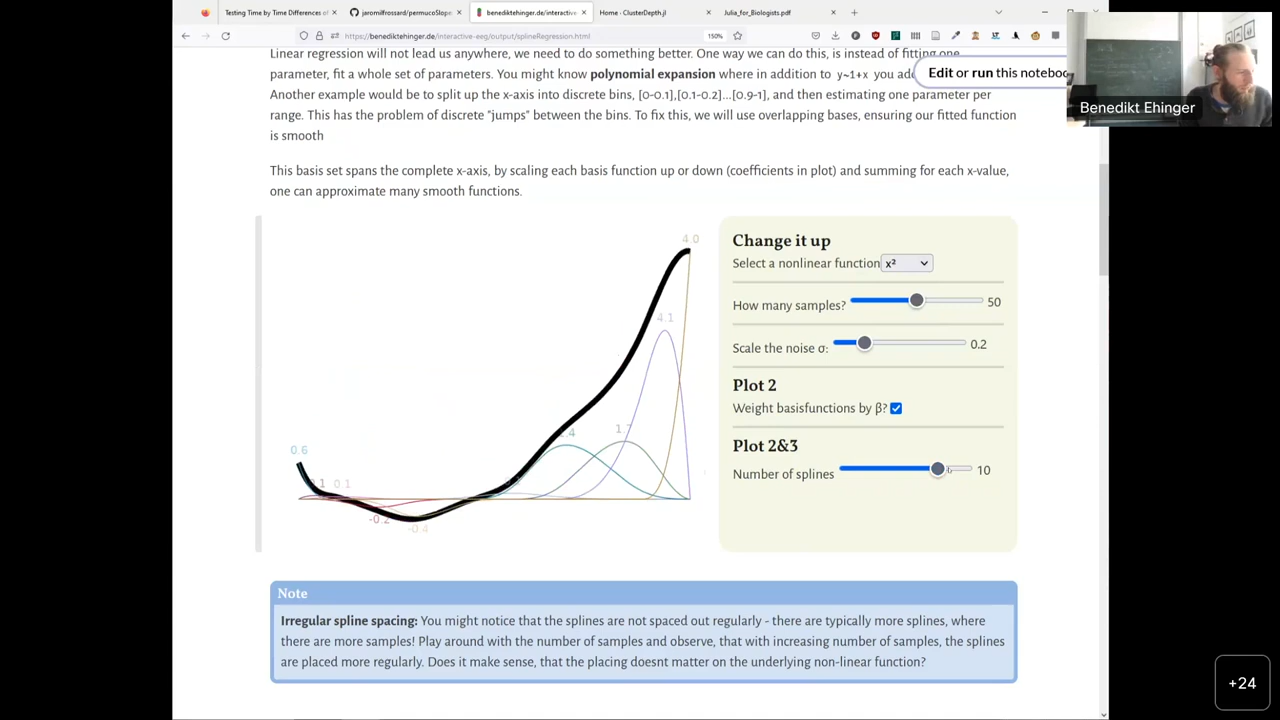 Testing Time by Time Differences of
jaromilfrossard/permucoSlope
benediktehinger.de/interactive
Home · ClusterDepth.jl
Julia_for_Biologists.pdf
https://benediktehinger.de/interactive-eeg/output/splineRegression.html
150%
Linear regression will not lead us anywhere, we need to do something better. One way we can do this, is instead of fitting one
parameter, fit a whole set of parameters. You might know polynomial expansion where in addition to y~1+x you
Edit or run this noteboo
Another example would be to split up the x-axis into discrete bins, [0-0.1],[0.1-0.2]...[0.9-1], and then estimating one parameter per
range. This has the problem of discrete "jumps" between the bins. To fix this, we will use overlapping bases, ensuring our fitted function
is smooth
This basis set spans the complete x-axis, by scaling each basis function up or down (coefficients in plot) and summing for each x-value,
one can approximate many smooth functions.
4.0
4.1
0.6
0.1
-0.2
-0.4
Change it up
Select a nonlinear function x²
How many samples? 50
Scale the noise σ: 0.2
Plot 2
Weight basisfunctions by β?
Plot 2&3
Number of splines 10
Note
Irregular spline spacing: You might notice that the splines are not spaced out regularly - there are typically more splines, where
there are more samples! Play around with the number of samples and observe, that with increasing number of samples, the splines
are placed more regularly. Does it make sense, that the placing doesnt matter on the underlying non-linear function?
Benedikt Ehinger
+24